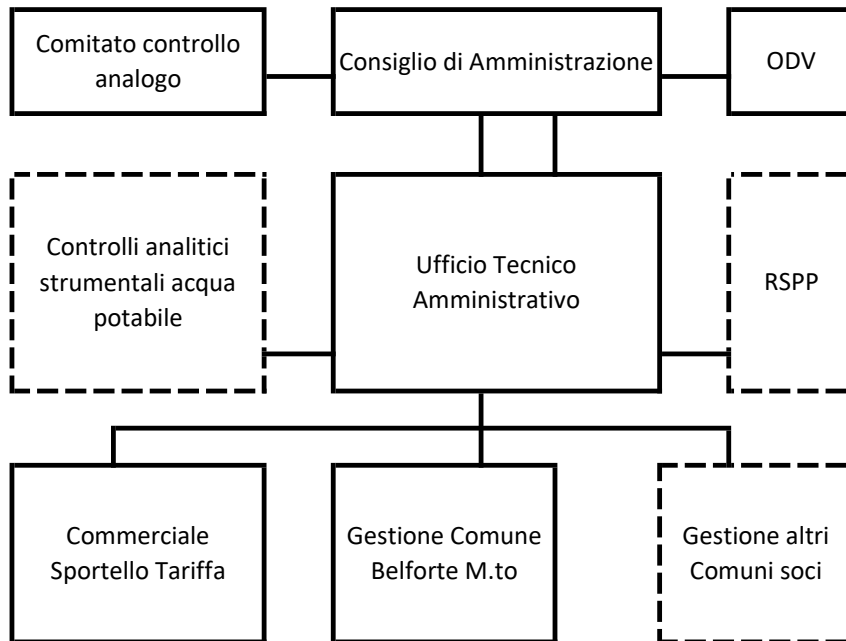 Comitato controllo
analogo
Consiglio di Amministrazione
ODV
Controlli analitici
strumentali acqua
potabile
Ufficio Tecnico
Amministrativo
RSPP
Commerciale
Sportello Tariffa
Gestione Comune
Belforte M.to
Gestione altri
Comuni soci